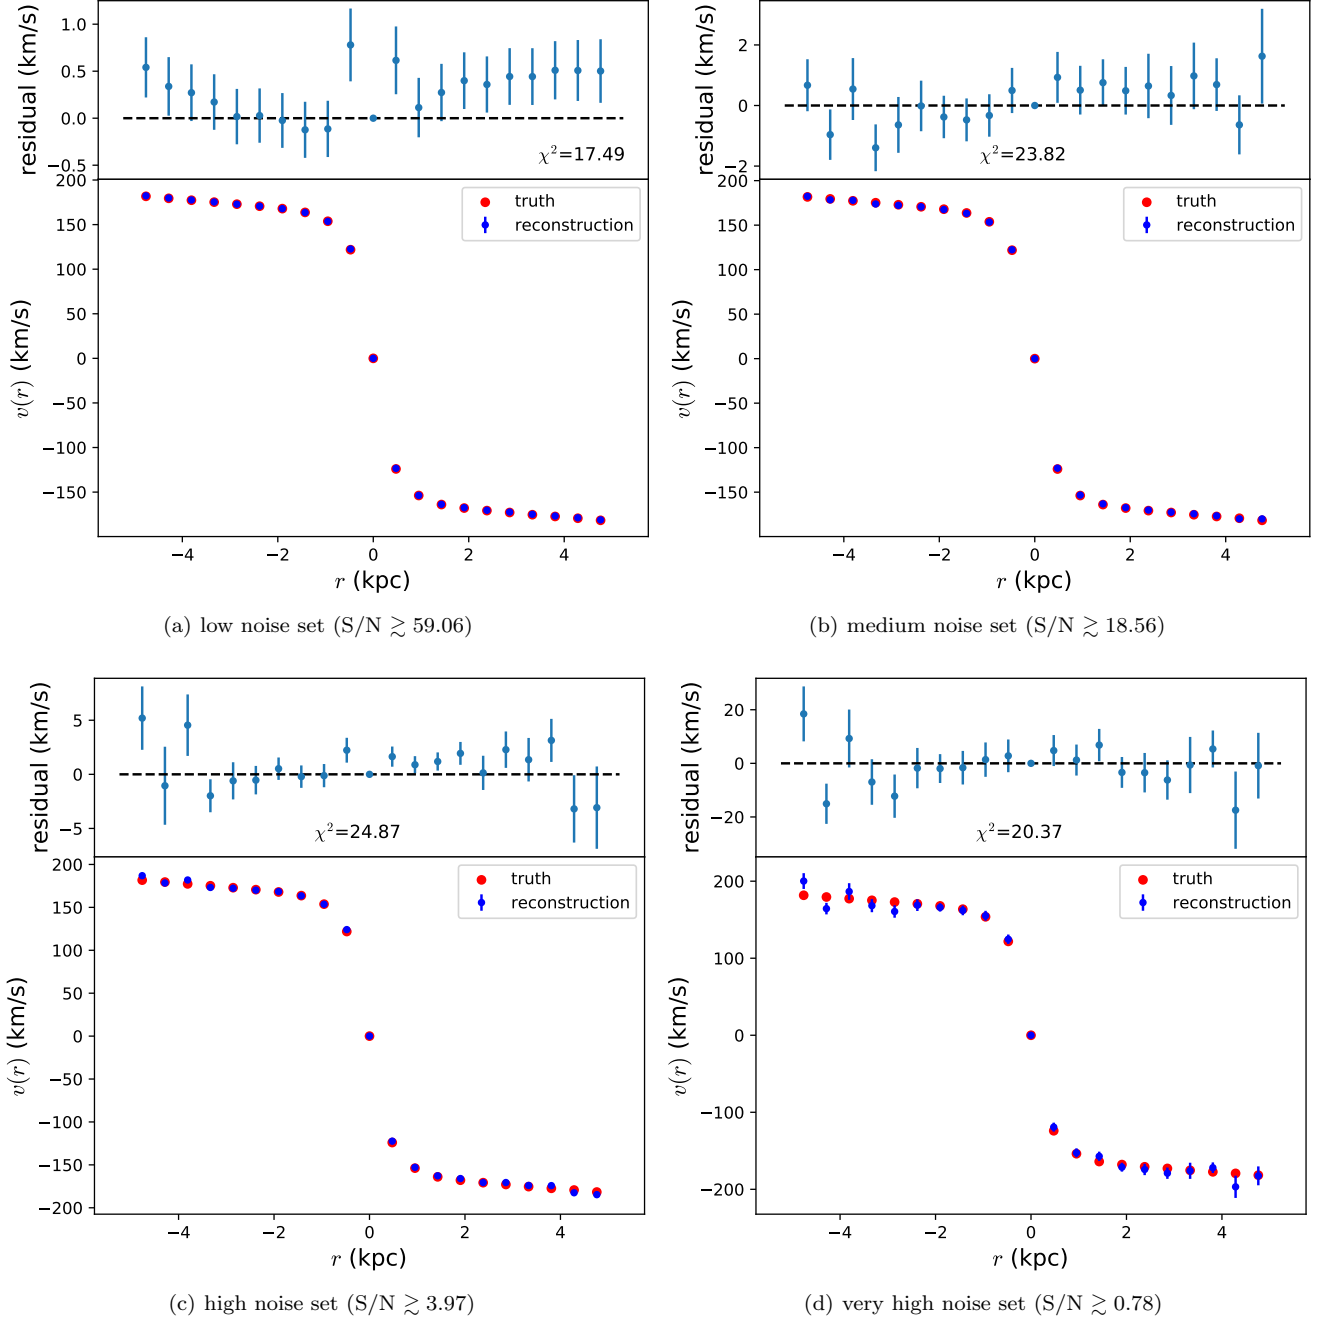 residual (km/s)
1.0
0.5
0.0
−0.5
χ²=17.49
v(r) (km/s)
200
150
100
50
0
−50
−100
−150
truth
reconstruction
−4 −2 0 2 4
r (kpc)
(a) low noise set (S/N ≳ 59.06)
residual (km/s)
2
0
−2
χ²=23.82
v(r) (km/s)
200
150
100
50
0
−50
−100
−150
truth
reconstruction
−4 −2 0 2 4
r (kpc)
(b) medium noise set (S/N ≳ 18.56)
residual (km/s)
5
0
−5
χ²=24.87
v(r) (km/s)
200
150
100
50
0
−50
−100
−150
−200
truth
reconstruction
−4 −2 0 2 4
r (kpc)
(c) high noise set (S/N ≳ 3.97)
residual (km/s)
20
0
−20
χ²=20.37
v(r) (km/s)
200
100
0
−100
−200
truth
reconstruction
−4 −2 0 2 4
r (kpc)
(d) very high noise set (S/N ≳ 0.78)